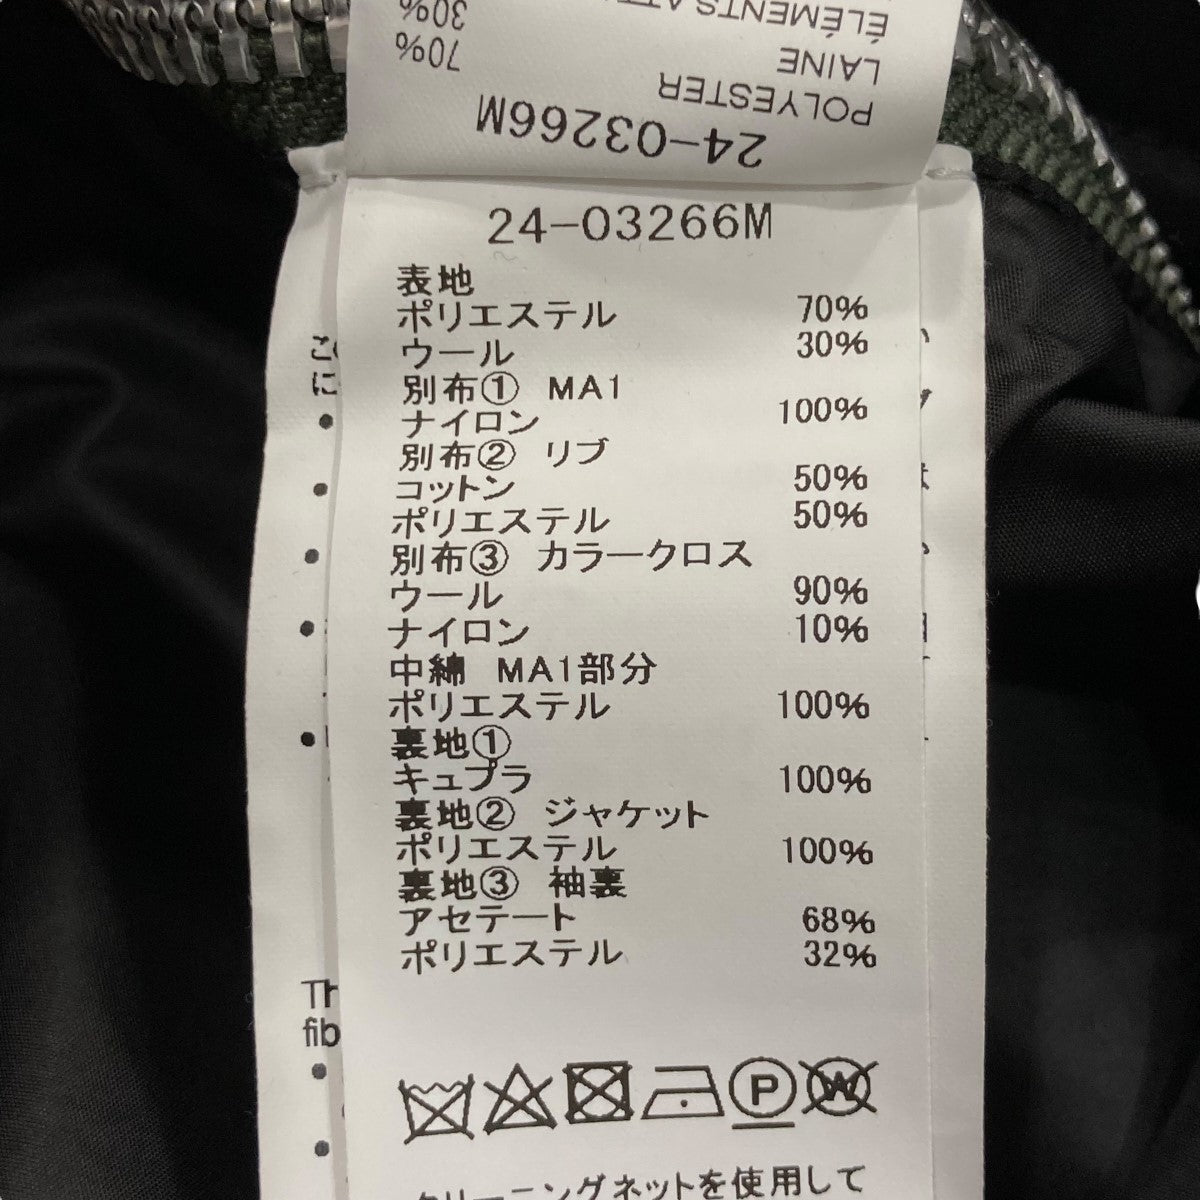 ÉLÉMENTS
30%
LAINE
70%
POLYESTER
24-03266M
24-03266M
表地
ポリエステル 70%
ウール 30%
別布① MA1
ナイロン 100%
別布② リブ
コットン 50%
ポリエステル 50%
別布③ カラークロス
ウール 90%
ナイロン 10%
中綿 MA1部分
ポリエステル 100%
裏地①
キュプラ 100%
裏地② ジャケット
ポリエステル 100%
裏地③ 袖裏
アセテート 68%
ポリエステル 32%
P W
クリーニングネットを使用して